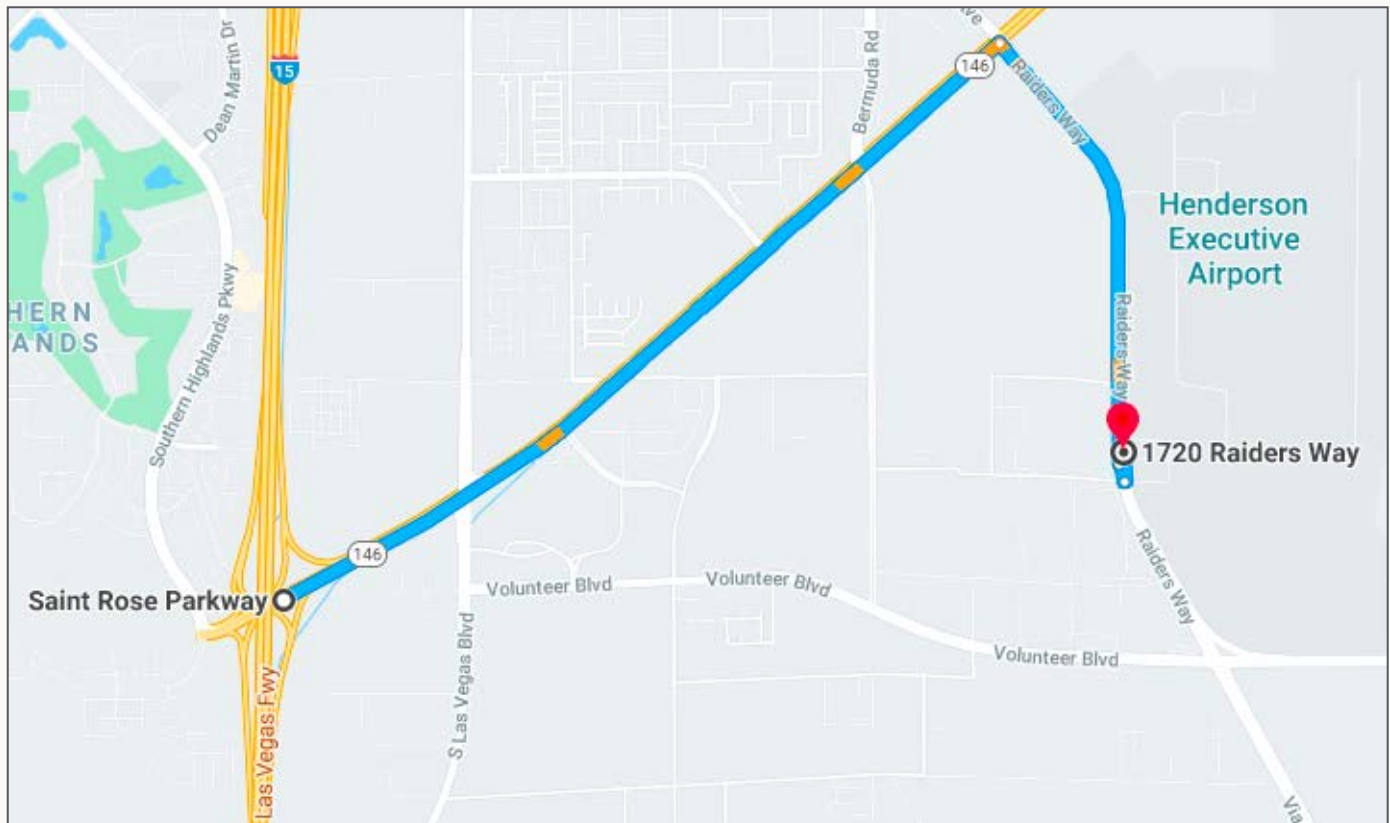 Ave
15
Dean Martin Dr
Bermuda Rd
146
Raiders Way
Henderson
Executive
Airport
HERN
ANDS
Southern Highlands Pkwy
Raiders Way
1720 Raiders Way
146
Saint Rose Parkway
Volunteer Blvd
Volunteer Blvd
Raiders Way
Volunteer Blvd
Las Vegas Fwy
S Las Vegas Blvd
Via